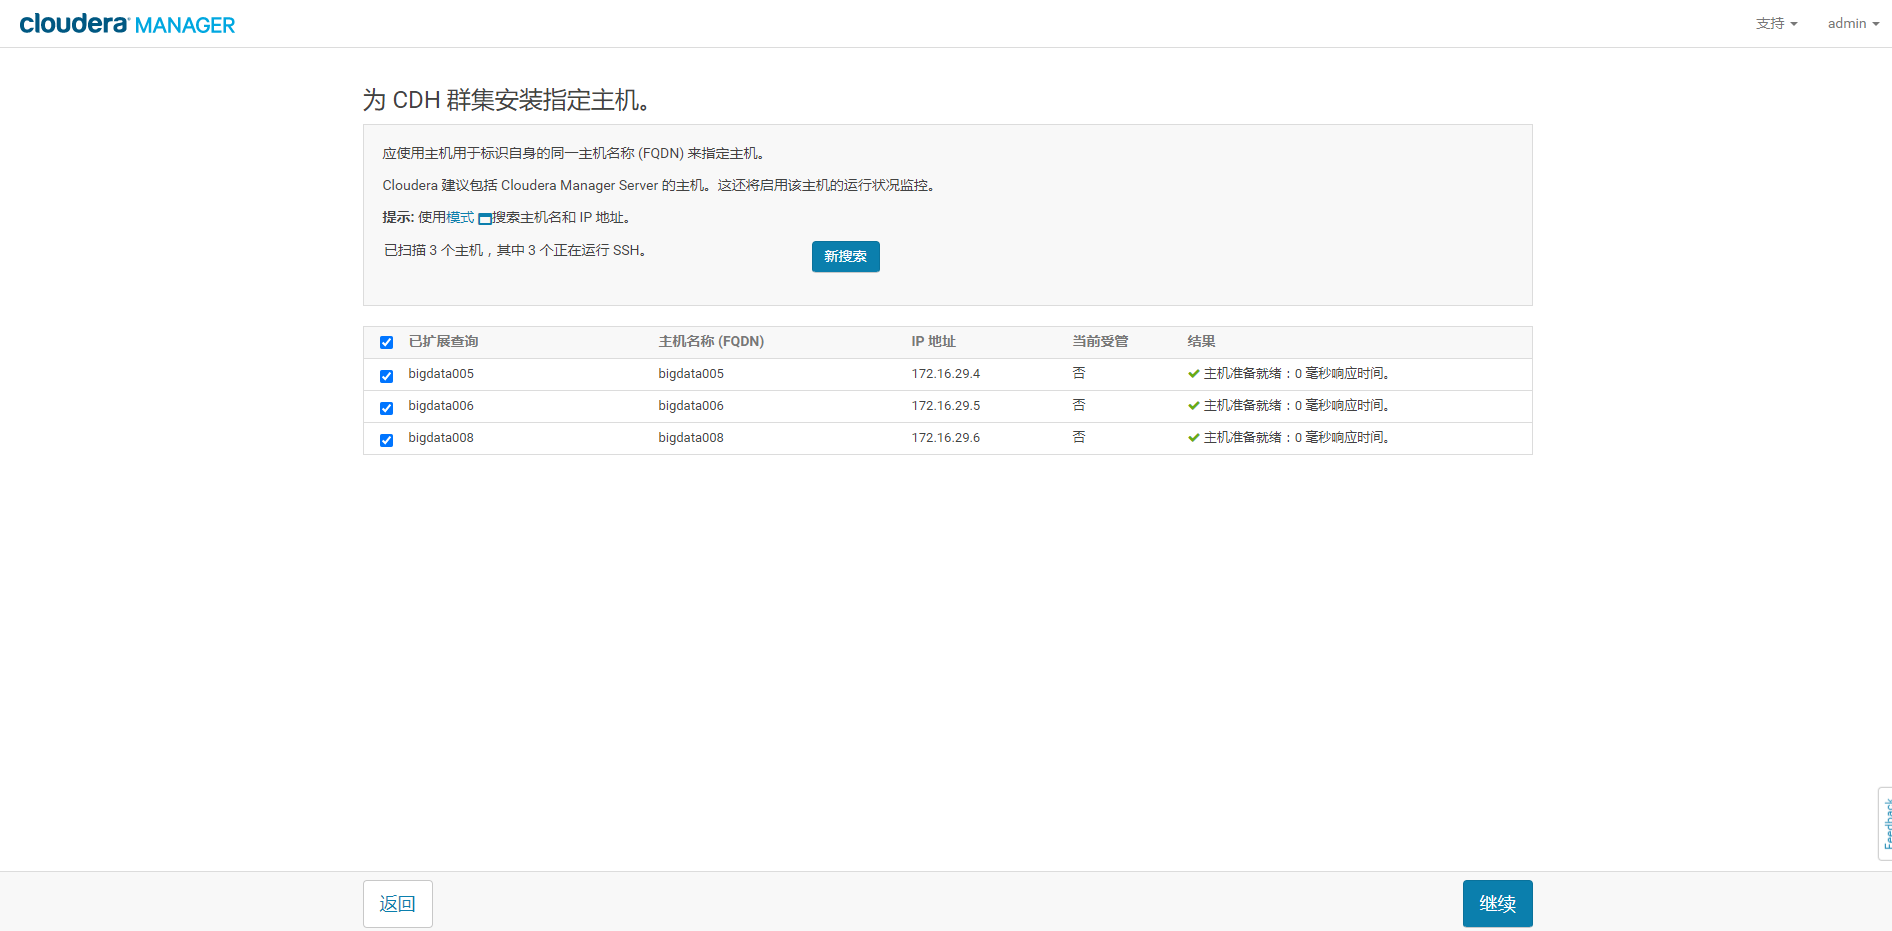 cloudera MANAGER 支持 admin
为 CDH 群集安装指定主机。
应使用主机用于标识自身的同一主机名称 (FQDN) 来指定主机。
Cloudera 建议包括 Cloudera Manager Server 的主机。这还将启用该主机的运行状况监控。
提示: 使用模式 搜索主机名和 IP 地址。
已扫描 3 个主机，其中 3 个正在运行 SSH。 新搜索
已扩展查询 主机名称 (FQDN) IP 地址 当前受管 结果
bigdata005 bigdata005 172.16.29.4 否 主机准备就绪：0 毫秒响应时间。
bigdata006 bigdata006 172.16.29.5 否 主机准备就绪：0 毫秒响应时间。
bigdata008 bigdata008 172.16.29.6 否 主机准备就绪：0 毫秒响应时间。
Feedback
返回 继续